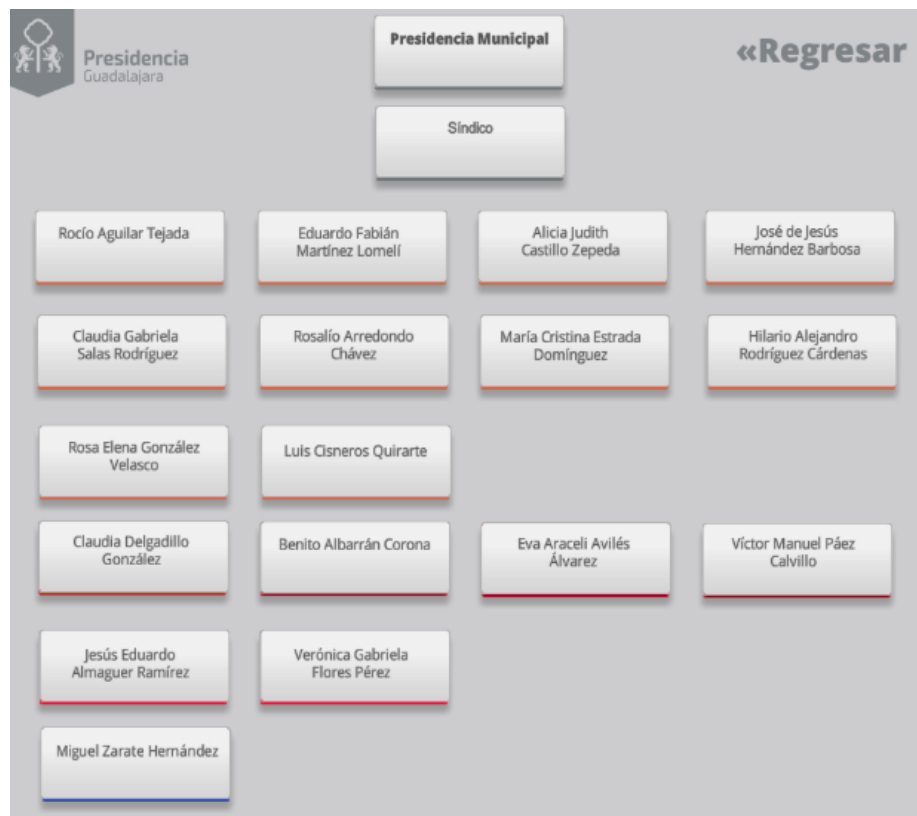 Presidencia
Guadalajara
Presidencia Municipal
«Regresar
Síndico
Rocío Aguilar Tejada
Eduardo Fabián
Martínez Lomelí
Alicia Judith
Castillo Zepeda
José de Jesús
Hernández Barbosa
Claudia Gabriela
Salas Rodríguez
Rosalío Arredondo
Chávez
María Cristina Estrada
Domínguez
Hilario Alejandro
Rodríguez Cárdenas
Rosa Elena González
Velasco
Luis Cisneros Quirarte
Claudia Delgadillo
González
Benito Albarrán Corona
Eva Araceli Avilés
Álvarez
Víctor Manuel Páez
Calvillo
Jesús Eduardo
Almaguer Ramírez
Verónica Gabriela
Flores Pérez
Miguel Zarate Hernández